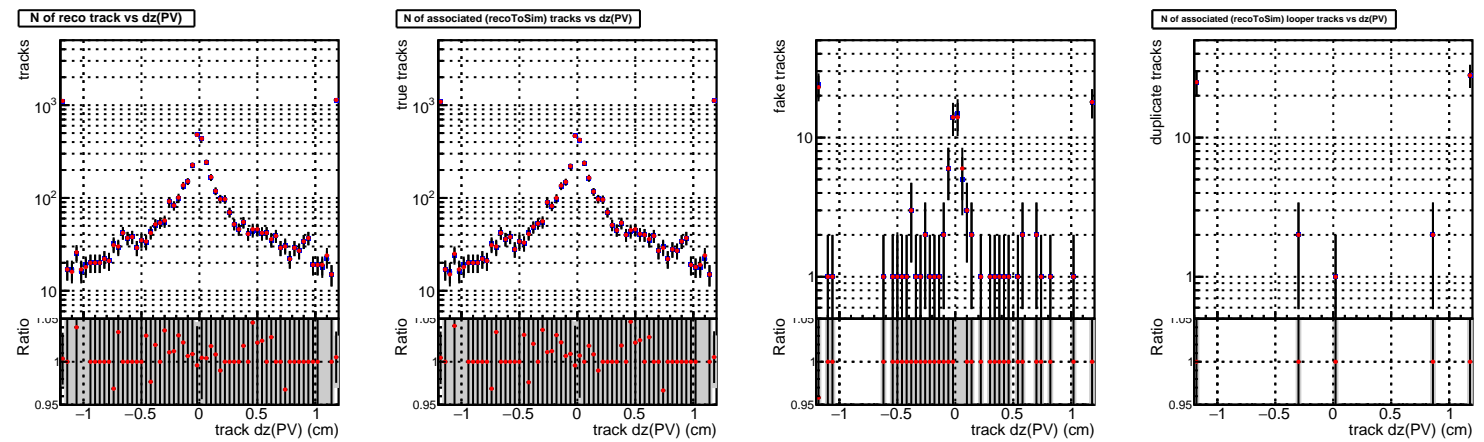 N of reco track vs dz(PV)
tracks
10³
10²
10
Ratio
1.05
1
0.95
−1 −0.5 0 0.5 1
track dz(PV) (cm)
N of associated (recoToSim) tracks vs dz(PV)
true tracks
10³
10²
10
Ratio
1.05
1
0.95
−1 −0.5 0 0.5 1
track dz(PV) (cm)
fake tracks
10
1
Ratio
1.05
1
0.95
−1 −0.5 0 0.5 1
track dz(PV) (cm)
N of associated (recoToSim) looper tracks vs dz(PV)
duplicate tracks
10
1
Ratio
1.05
1
0.95
−1 −0.5 0 0.5 1
track dz(PV) (cm)